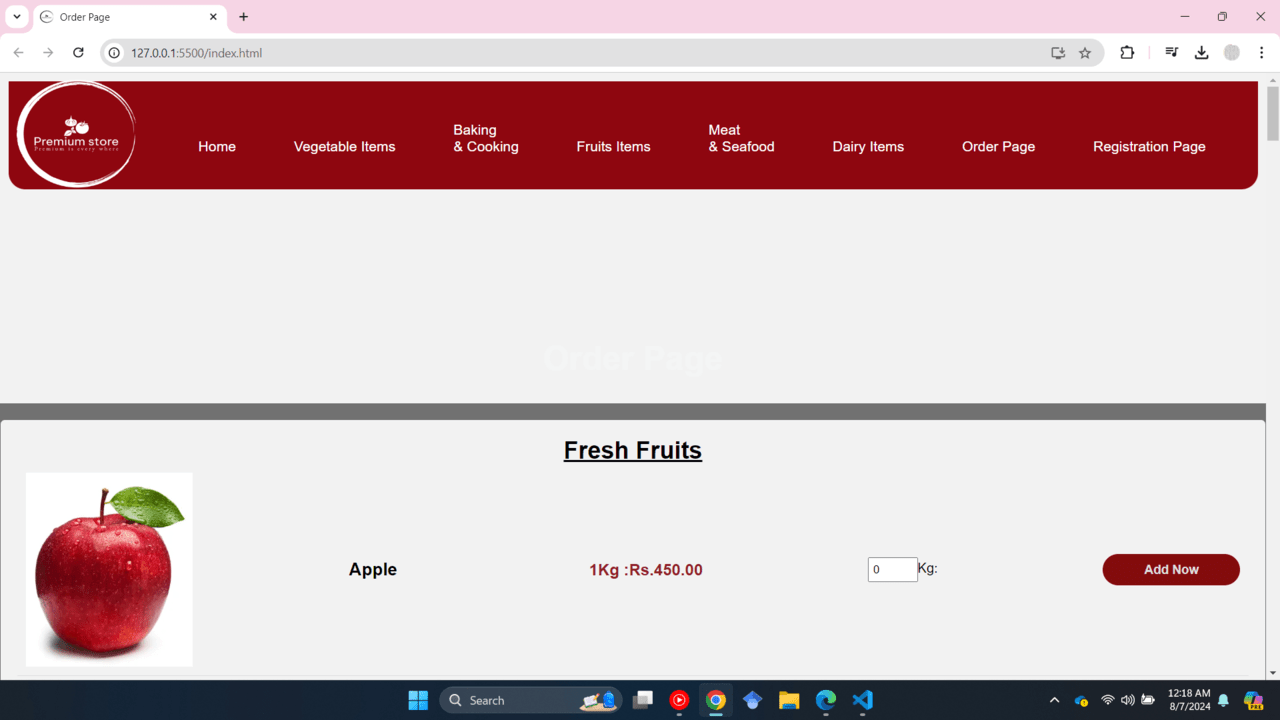 Order Page
127.0.0.1:5500/index.html
Premium store
Premium is every where
Home
Vegetable Items
Baking
& Cooking
Fruits Items
Meat
& Seafood
Dairy Items
Order Page
Registration Page
Order Page
Fresh Fruits
Apple
1Kg :Rs.450.00
0
Kg:
Add Now
Search
12:18 AM
8/7/2024
PRE